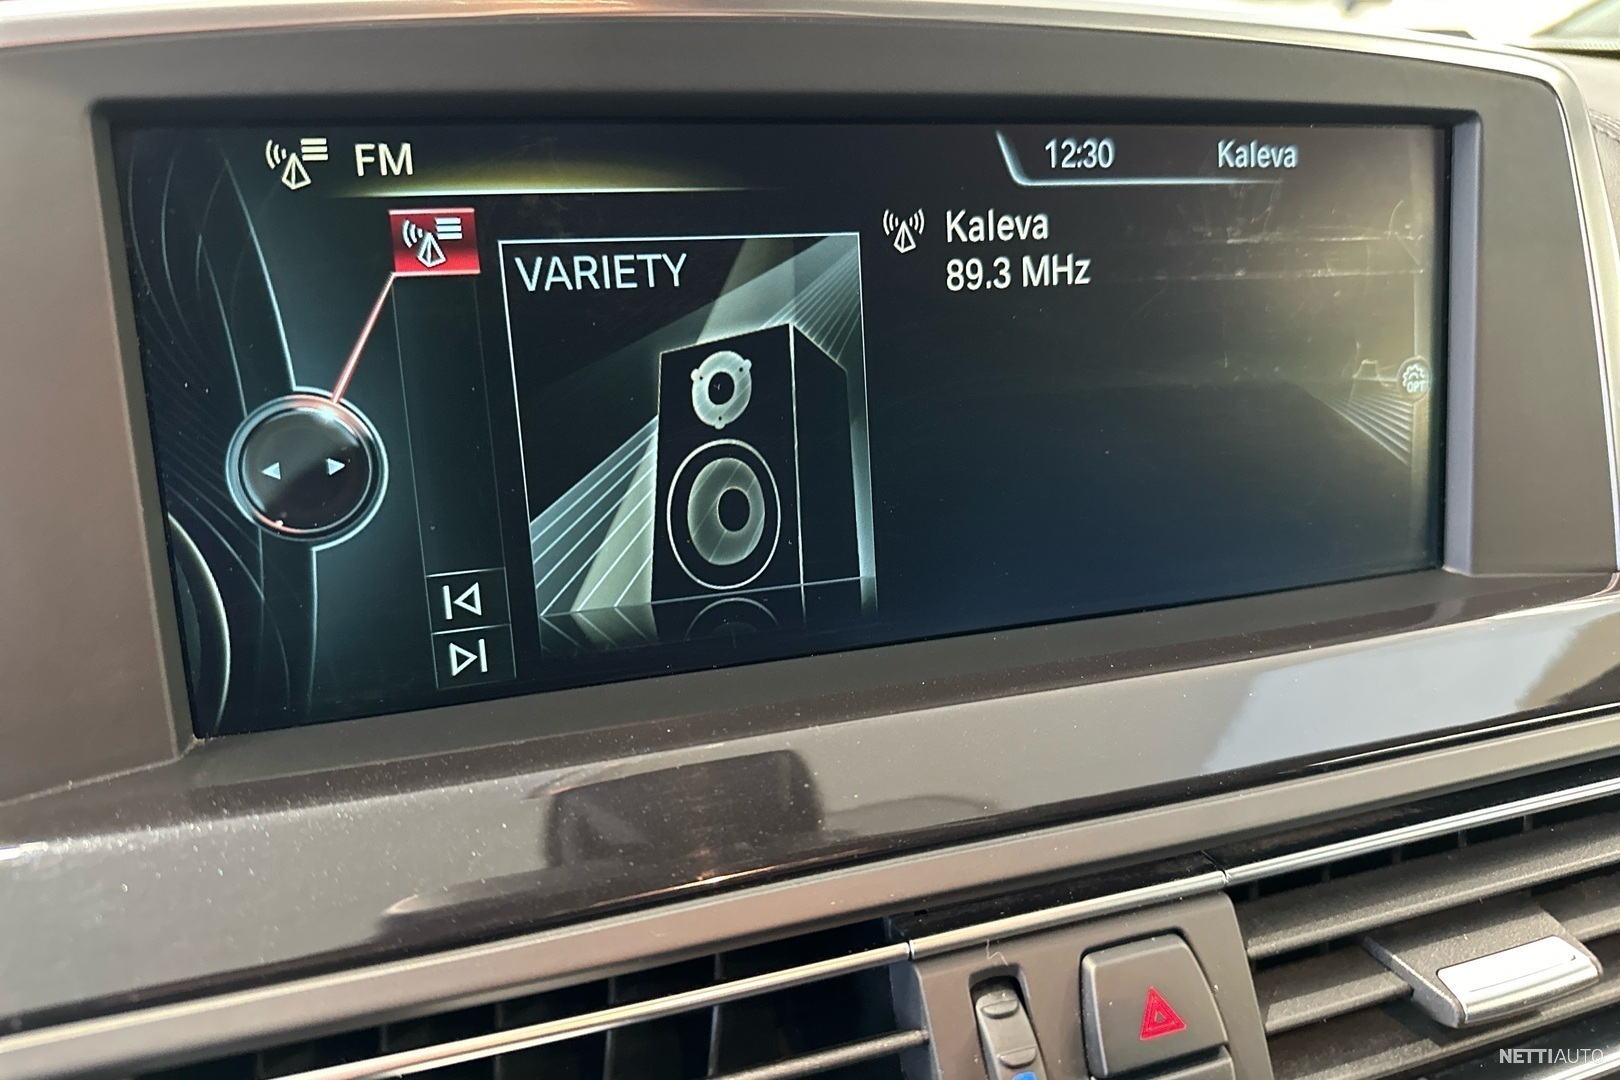 FM
12:30
Kaleva
VARIETY
Kaleva
89.3 MHz
OPT
NETTIAUTO